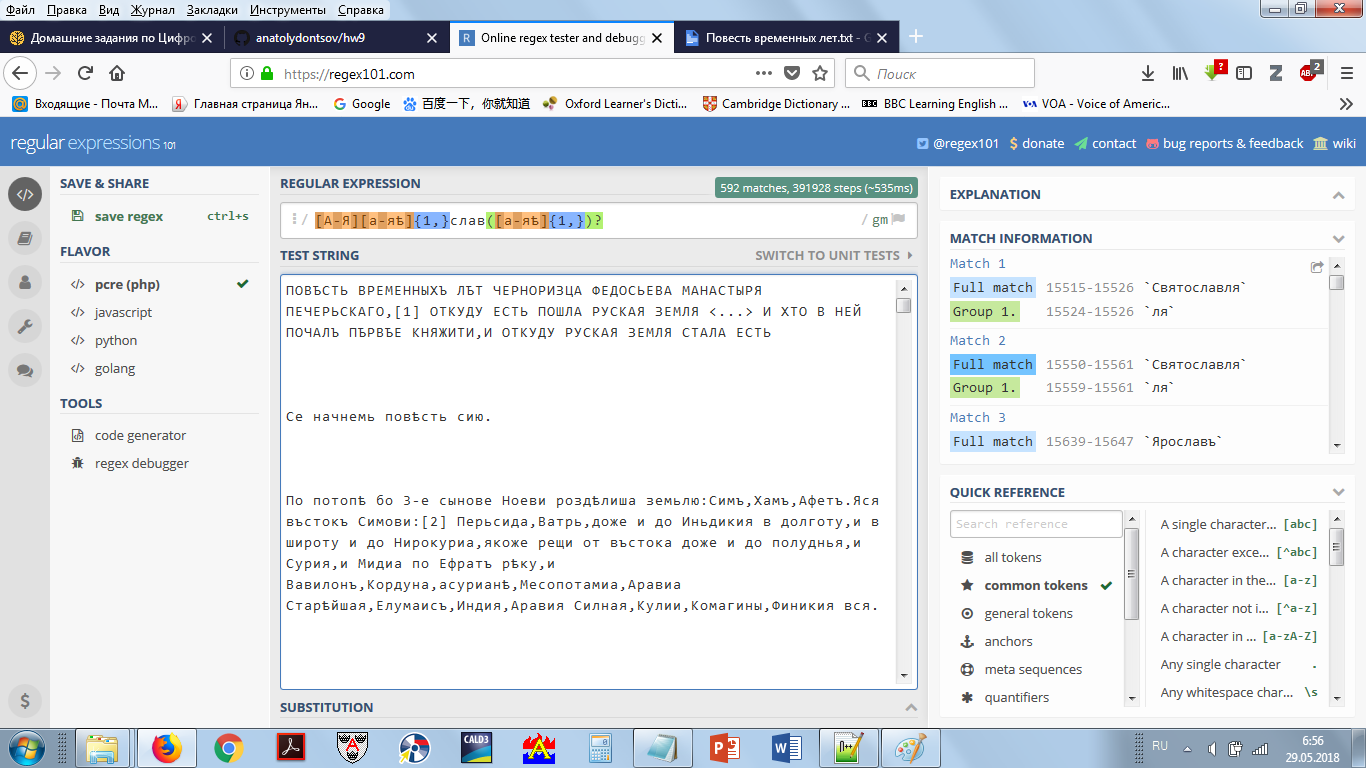 Файл Правка Вид Журнал Закладки Инструменты Справка
Домашние задания по Цифро
anatolydontsov/hw9
Online regex tester and debugg
Повесть временных лет.txt - G
https://regex101.com
Поиск
?
ABP
2
Входящие - Почта М...
Главная страница Ян...
Google
百度一下，你就知道
Oxford Learner's Dicti...
Cambridge Dictionary ...
BBC Learning English ...
VOA - Voice of Americ...
regular expressions 101
@regex101
donate
contact
bug reports & feedback
wiki
SAVE & SHARE
save regex ctrl+s
FLAVOR
pcre (php)
javascript
python
golang
TOOLS
code generator
regex debugger
REGULAR EXPRESSION
592 matches, 391928 steps (~535ms)
/ [А-Я][а-яѣ]{1,}слав([а-яѣ]{1,})? / gm
TEST STRING
SWITCH TO UNIT TESTS
ПОВѢСТЬ ВРЕМЕННЫХЪ ЛѢТ ЧЕРНОРИЗЦА ФЕДОСЬЕВА МАНАСТЫРЯ
ПЕЧЕРЬСКАГО,[1] ОТКУДУ ЕСТЬ ПОШЛА РУСКАЯ ЗЕМЛЯ <...> И ХТО В НЕЙ
ПОЧАЛЪ ПѢРВѢЕ КНЯЖИТИ,И ОТКУДУ РУСКАЯ ЗЕМЛЯ СТАЛА ЕСТЬ
Се начнемь повѣсть сию.
По потопѣ бо 3-е сынове Ноеви роздѣлиша землю:Симъ,Хамъ,Афетъ.Яся
въстокъ Симови:[2] Перьсида,Ватрь,доже и до Иньдикия в долготу,и в
широту и до Нирокуриа,якоже рещи от въстока доже и до полуднья,и
Сурия,и Мидиа по Ефратъ рѣку,и
Вавилонъ,Кордуна,асурианѣ,Месопотамиа,Аравиа
Старѣйшая,Елумаисъ,Индия,Аравия Силная,Кулии,Комагины,Финикия вся.
SUBSTITUTION
EXPLANATION
MATCH INFORMATION
Match 1
Full match 15515-15526 `Святославля`
Group 1. 15524-15526 `ля`
Match 2
Full match 15550-15561 `Святославля`
Group 1. 15559-15561 `ля`
Match 3
Full match 15639-15647 `Ярославъ`
QUICK REFERENCE
Search reference
all tokens
common tokens
general tokens
anchors
meta sequences
quantifiers
A single character... [abc]
A character exce... [^abc]
A character in the... [a-z]
A character not i... [^a-z]
A character in ... [a-zA-Z]
Any single character .
Any whitespace char... \s
CALD3
RU
6:56
29.05.2018